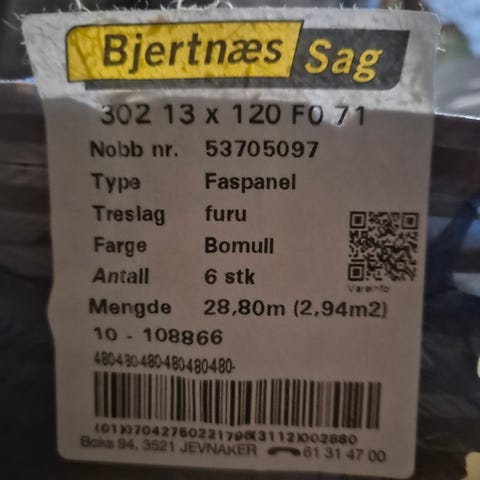 Bjertnæs Sag
302 13 x 120 F0 71
Nobb nr. 53705097
Type Faspanel
Treslag furu
Farge Bomull
Antall 6 stk
Mengde 28,80m (2,94m2)
Vareinfo
10 - 108866
480-480-480-480-480-480-
(01)07042750221796(3112)002880
Boks 94, 3521 JEVNAKER 61 31 47 00